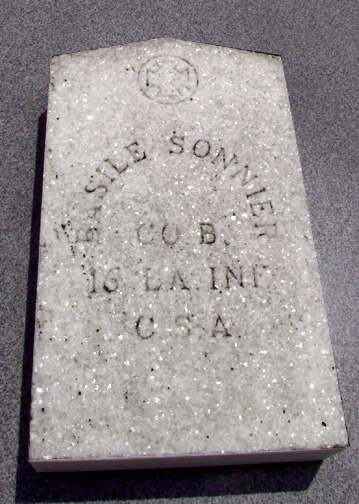 BASILE SONNIER
CO B.
16 LA INF
C S A